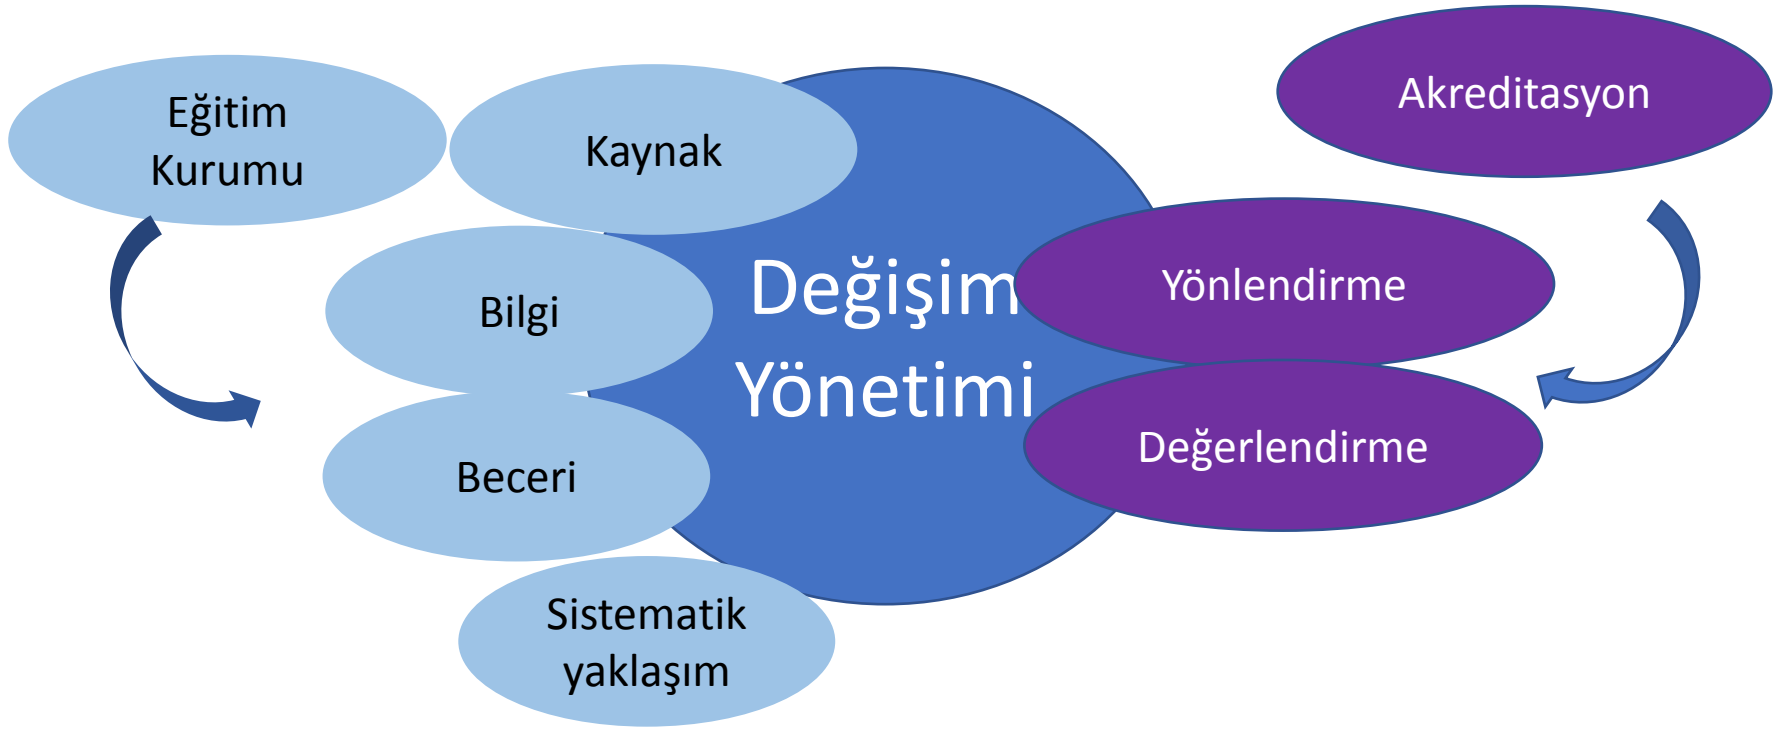 Eğitim
Kurumu
Kaynak
Bilgi
Beceri
Sistematik
yaklaşım
Değişim
Yönetimi
Akreditasyon
Yönlendirme
Değerlendirme